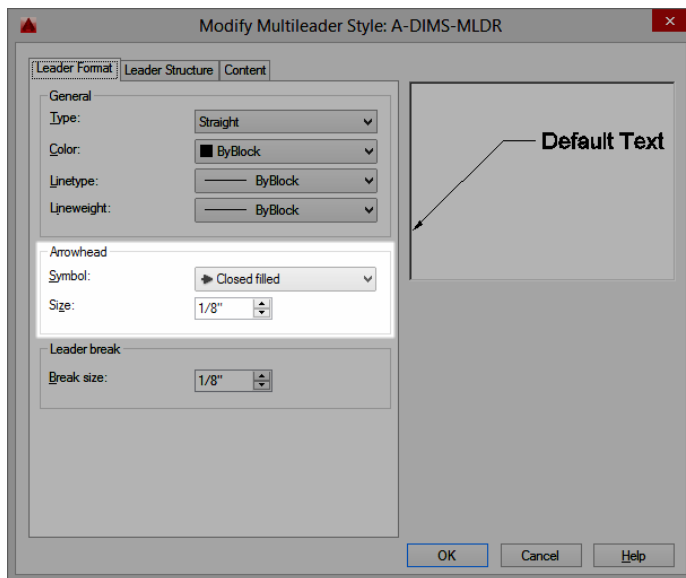 Modify Multileader Style: A-DIMS-MLDR
Leader Format Leader Structure Content
General
Type: Straight
Color: ByBlock
Linetype: ByBlock
Lineweight: ByBlock
Default Text
Arrowhead
Symbol: Closed filled
Size: 1/8"
Leader break
Break size: 1/8"
OK Cancel Help